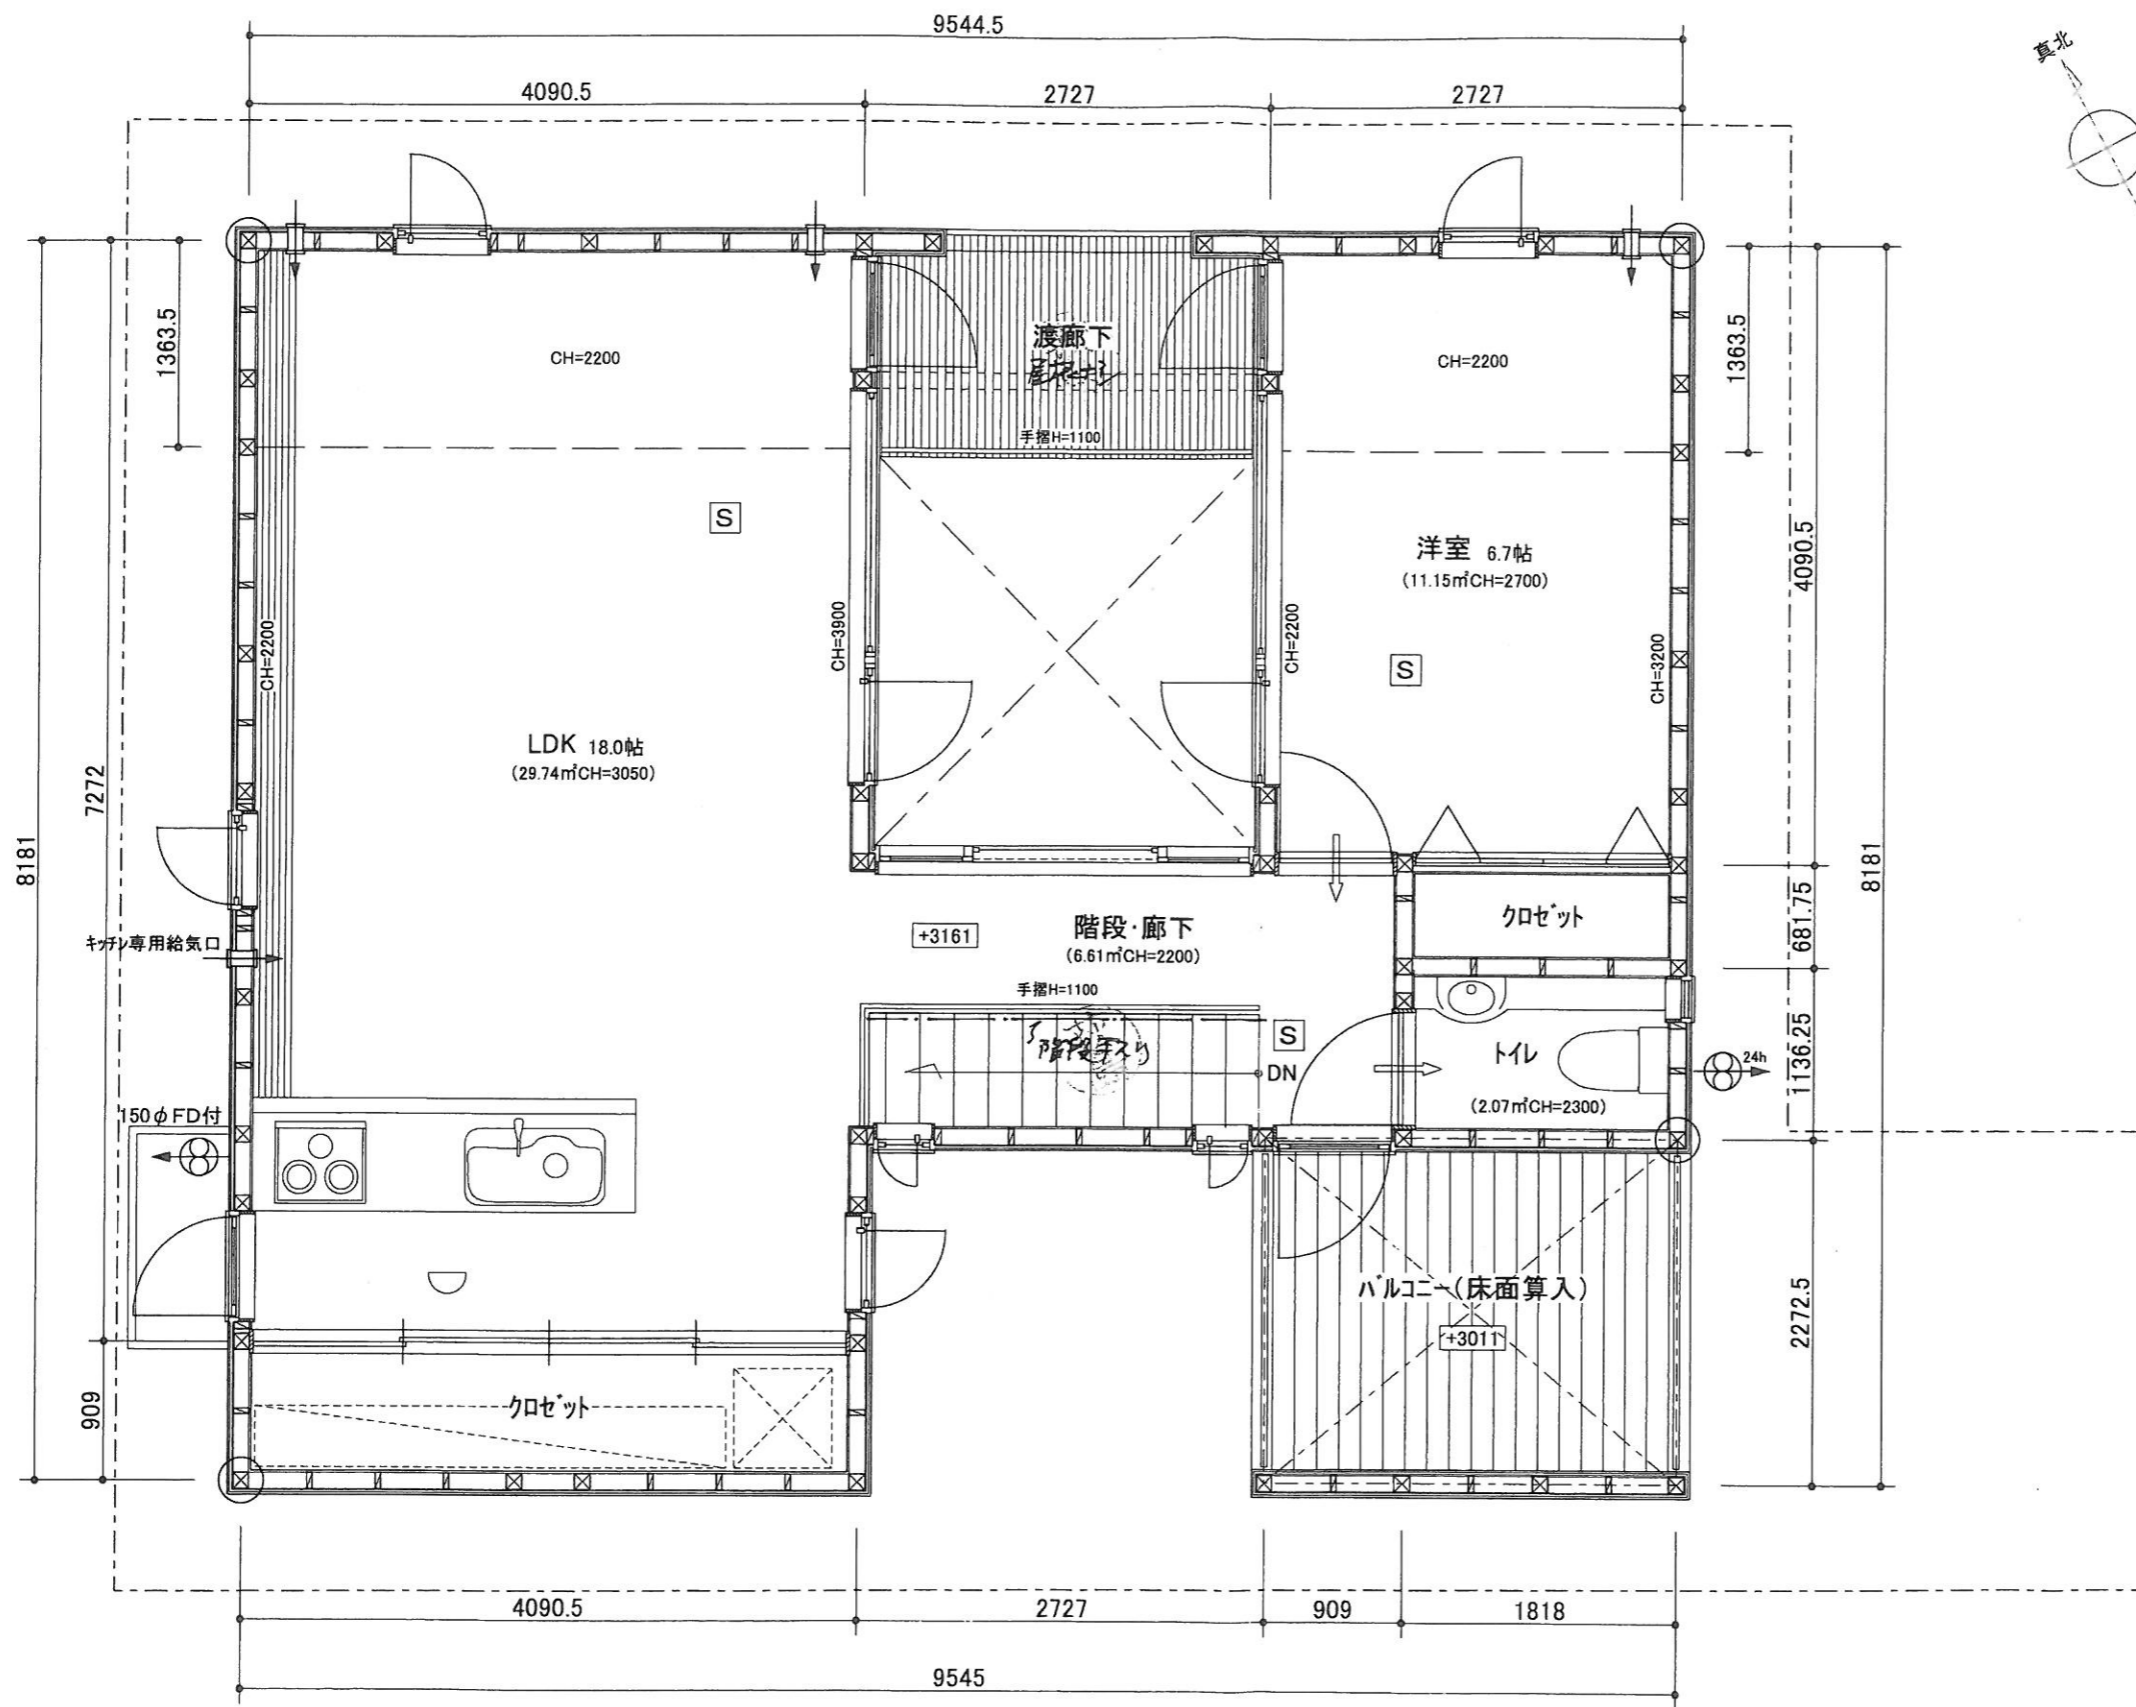 9544.5
4090.5
2727
2727
真北
1363.5
CH=2200
渡廊下
屋根ナシ
手摺H=1100
CH=2200
1363.5
S
洋室 6.7帖
(11.15㎡CH=2700)
4090.5
CH=2200
CH=3900
CH=2200
CH=3200
S
LDK 18.0帖
(29.74㎡CH=3050)
7272
8181
8181
キッチン専用給気口
+3161
階段・廊下
(6.61㎡CH=2200)
クロゼット
681.75
手摺H=1100
S
DN
トイレ
(2.07㎡CH=2300)
24h
1136.25
150φFD付
バルコニー(床面算入)
+3011
2272.5
クロゼット
909
4090.5
2727
909
1818
9545